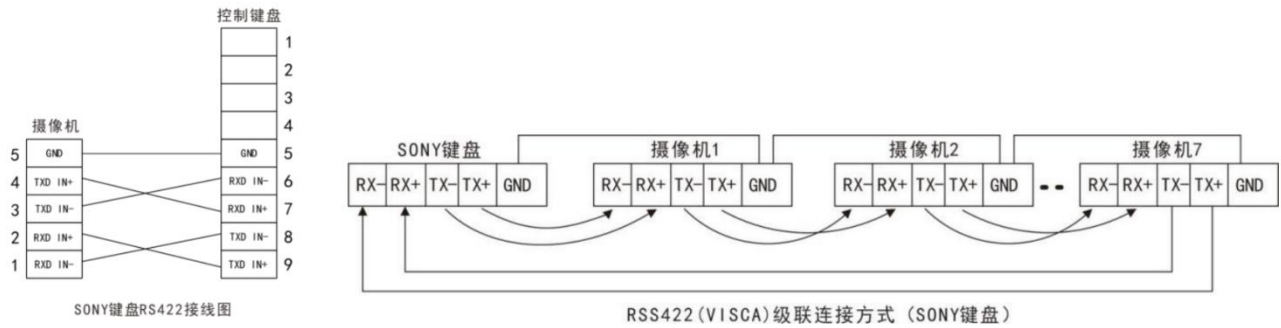 控制键盘
1
2
3
4
摄像机
5 GND GND 5
4 TXD IN+ RXD IN- 6
3 TXD IN- RXD IN+ 7
2 RXD IN+ TXD IN- 8
1 RXD IN- TXD IN+ 9
SONY键盘RS422接线图
SONY键盘 摄像机1 摄像机2 摄像机7
RX- RX+ TX- TX+ GND RX- RX+ TX- TX+ GND RX- RX+ TX- TX+ GND RX- RX+ TX- TX+ GND
RSS422(VISCA)级联连接方式 (SONY键盘)